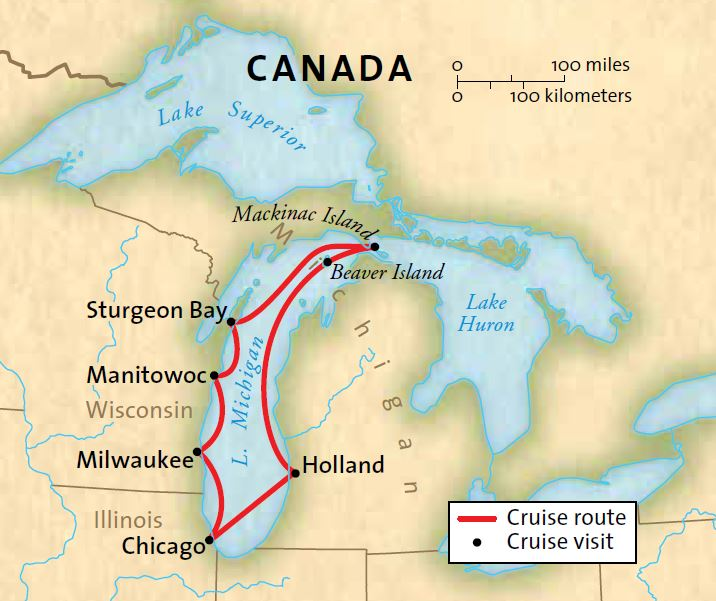 CANADA
0 100 miles
0 100 kilometers
Lake Superior
Mackinac Island
Beaver Island
Michigan
Lake
Huron
Sturgeon Bay
L. Michigan
Manitowoc
Wisconsin
Milwaukee
Holland
Illinois
Chicago
Cruise route
Cruise visit